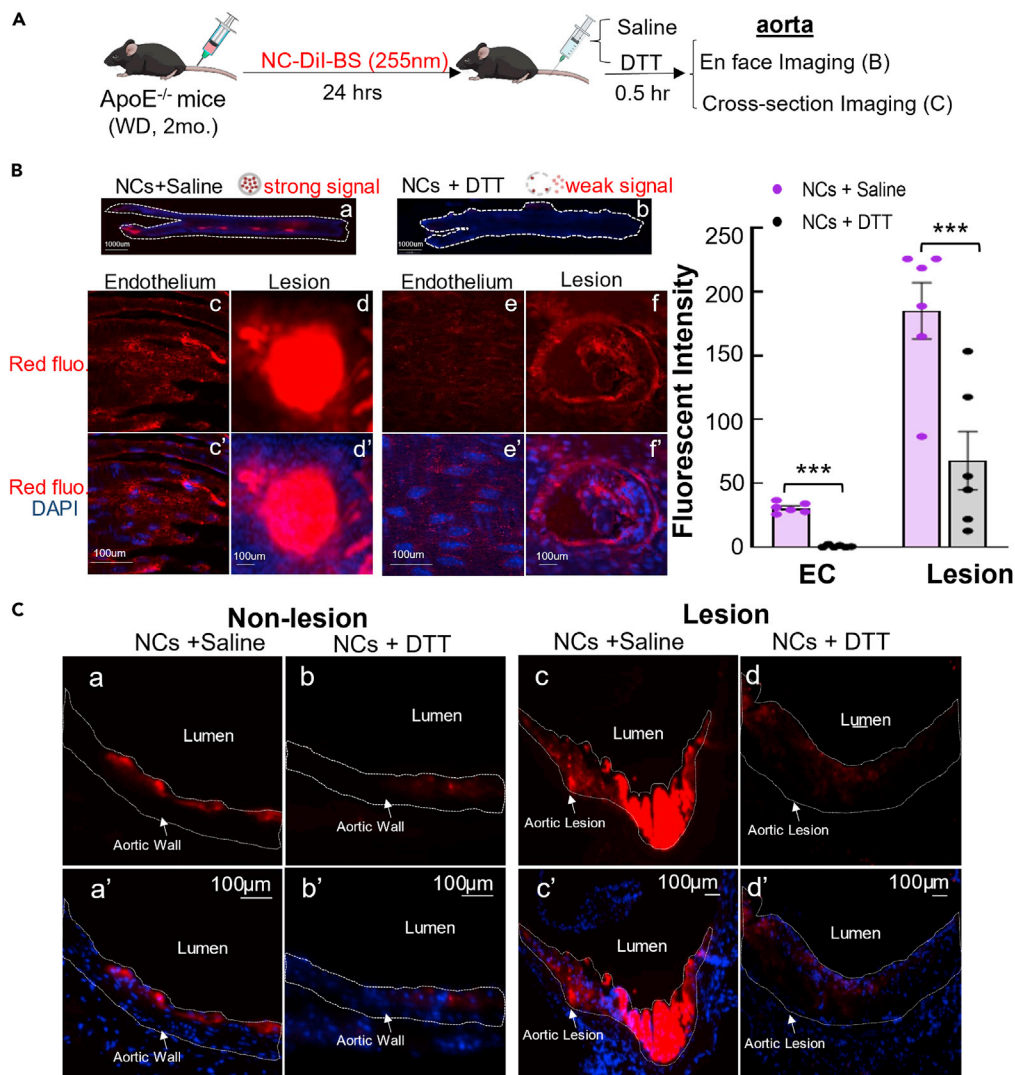 A
NC-Dil-BS (255nm)
24 hrs
ApoE-/- mice
(WD, 2mo.)
Saline
DTT
0.5 hr
aorta
En face Imaging (B)
Cross-section Imaging (C)
B
NCs+Saline
strong signal
NCs + DTT
weak signal
a
1000um
b
1000um
Endothelium
Lesion
Endothelium
Lesion
Red fluo.
c
d
e
f
Red fluo.
DAPI
c'
d'
e'
f'
100um
100um
100um
100um
NCs + Saline
NCs + DTT
Fluorescent Intensity
250
200
150
100
50
0
***
***
EC
Lesion
C
Non-lesion
Lesion
NCs +Saline
NCs + DTT
NCs +Saline
NCs + DTT
a
b
c
d
Lumen
Lumen
Lumen
Lumen
Aortic Wall
Aortic Wall
Aortic Lesion
Aortic Lesion
a'
100µm
b'
100µm
c'
100µm
d'
100µm
Lumen
Lumen
Lumen
Lumen
Aortic Wall
Aortic Wall
Aortic Lesion
Aortic Lesion